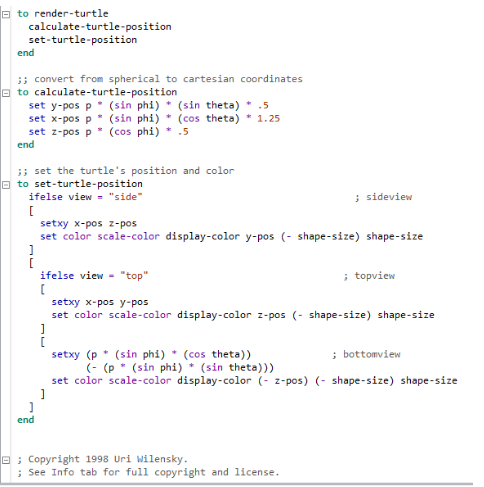 to render-turtle
  calculate-turtle-position
  set-turtle-position
end

;; convert from spherical to cartesian coordinates
to calculate-turtle-position
  set y-pos p * (sin phi) * (sin theta) * .5
  set x-pos p * (sin phi) * (cos theta) * 1.25
  set z-pos p * (cos phi) * .5
end

;; set the turtle's position and color
to set-turtle-position
  ifelse view = "side" ; sideview
  [
    setxy x-pos z-pos
    set color scale-color display-color y-pos (- shape-size) shape-size
  ]
  [
    ifelse view = "top" ; topview
    [
      setxy x-pos y-pos
      set color scale-color display-color z-pos (- shape-size) shape-size
    ]
    [
      setxy (p * (sin phi) * (cos theta)) ; bottomview
            (- (p * (sin phi) * (sin theta)))
      set color scale-color display-color (- z-pos) (- shape-size) shape-size
    ]
  ]
end

; Copyright 1998 Uri Wilensky.
; See Info tab for full copyright and license.